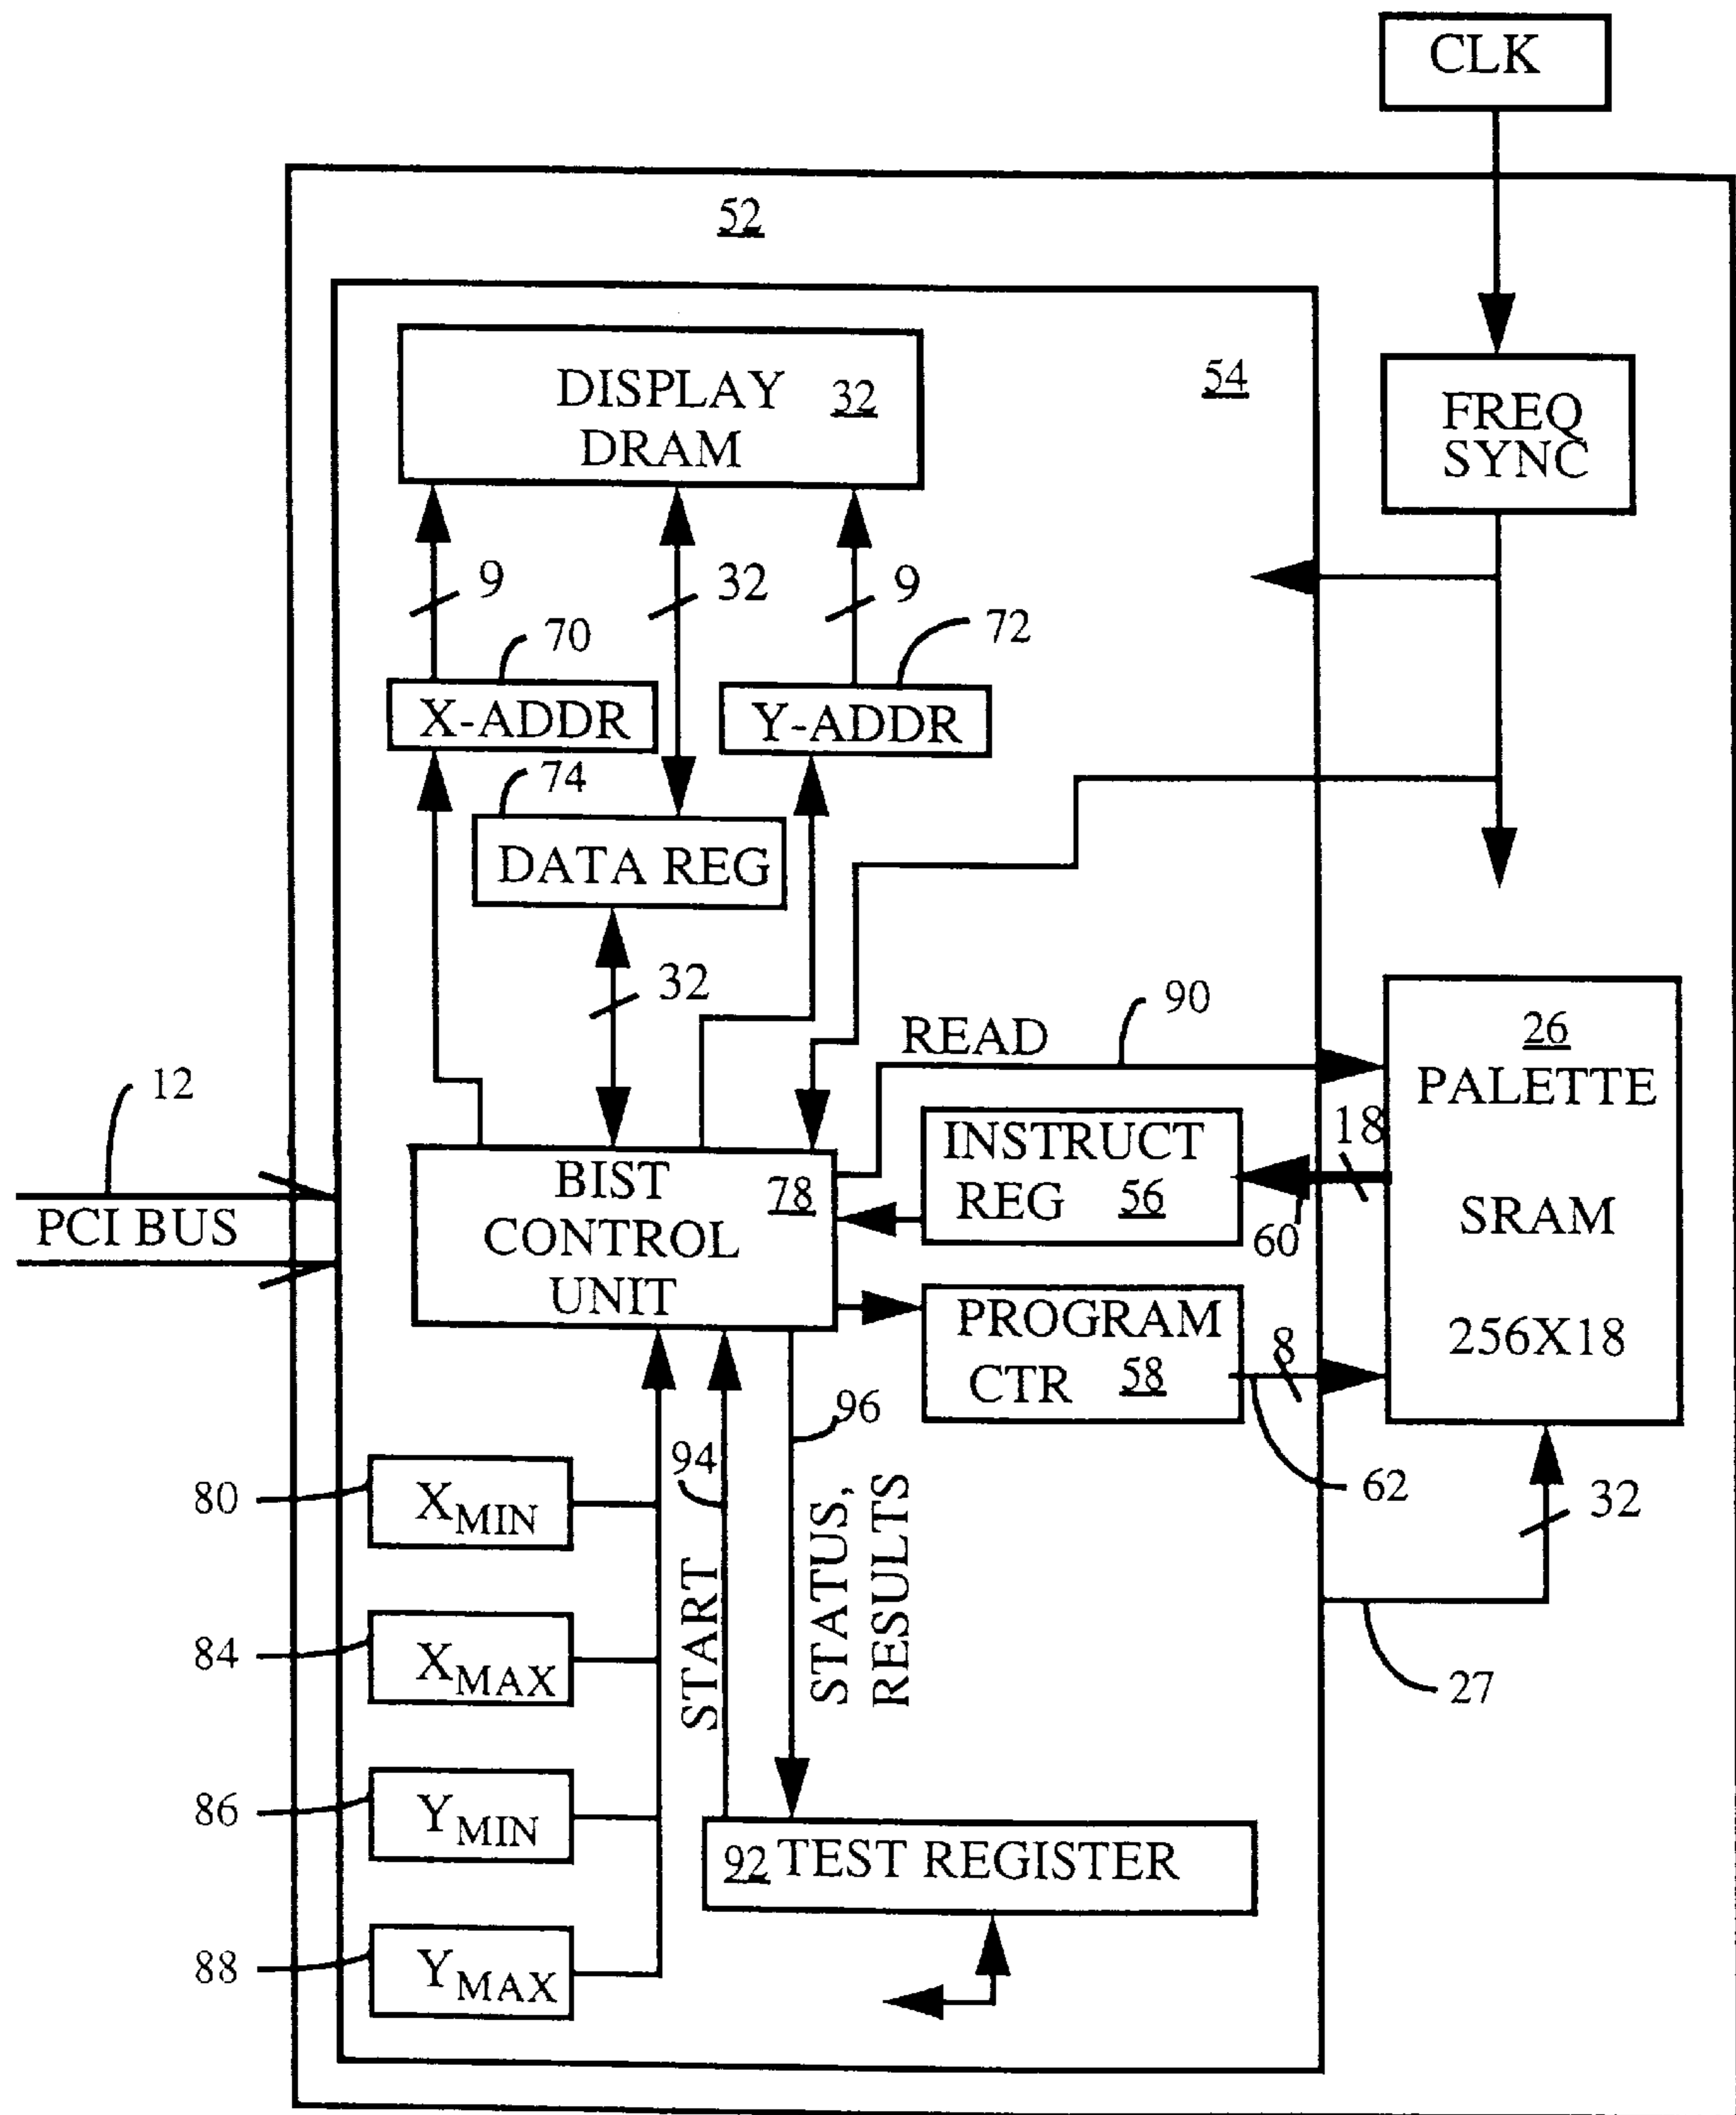 CLK
52
DISPLAY 32
DRAM
54
FREQ
SYNC
9
32
9
70
72
X-ADDR
Y-ADDR
74
DATA REG
32
90
READ
26
PALETTE
SRAM
256X18
12
PCI BUS
BIST 78
CONTROL
UNIT
INSTRUCT
REG 56
18
60
PROGRAM
CTR 58
8
62
96
94
START
STATUS,
RESULTS
32
27
80
XMIN
84
XMAX
86
YMIN
88
YMAX
92 TEST REGISTER